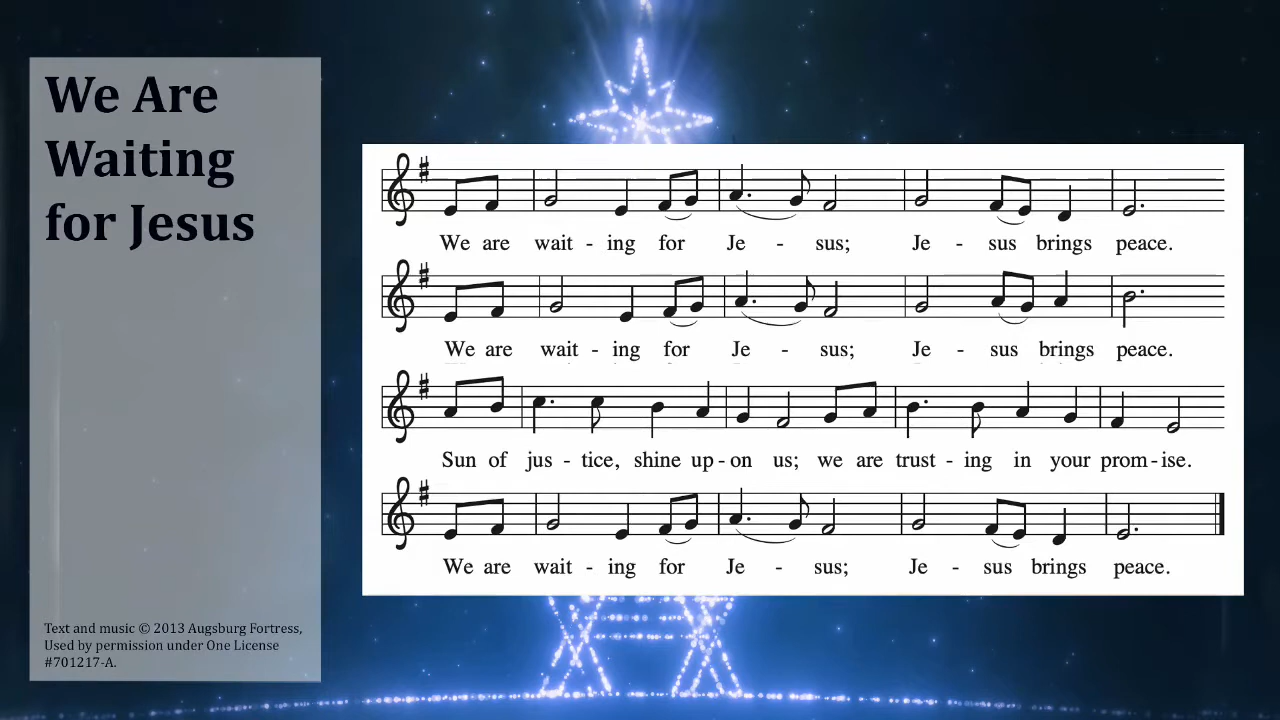 We Are
Waiting
for Jesus
We are wait - ing for Je - sus; Je - sus brings peace.
We are wait - ing for Je - sus; Je - sus brings peace.
Sun of jus - tice, shine up - on us; we are trust - ing in your prom - ise.
We are wait - ing for Je - sus; Je - sus brings peace.
Text and music © 2013 Augsburg Fortress,
Used by permission under One License
#701217-A.